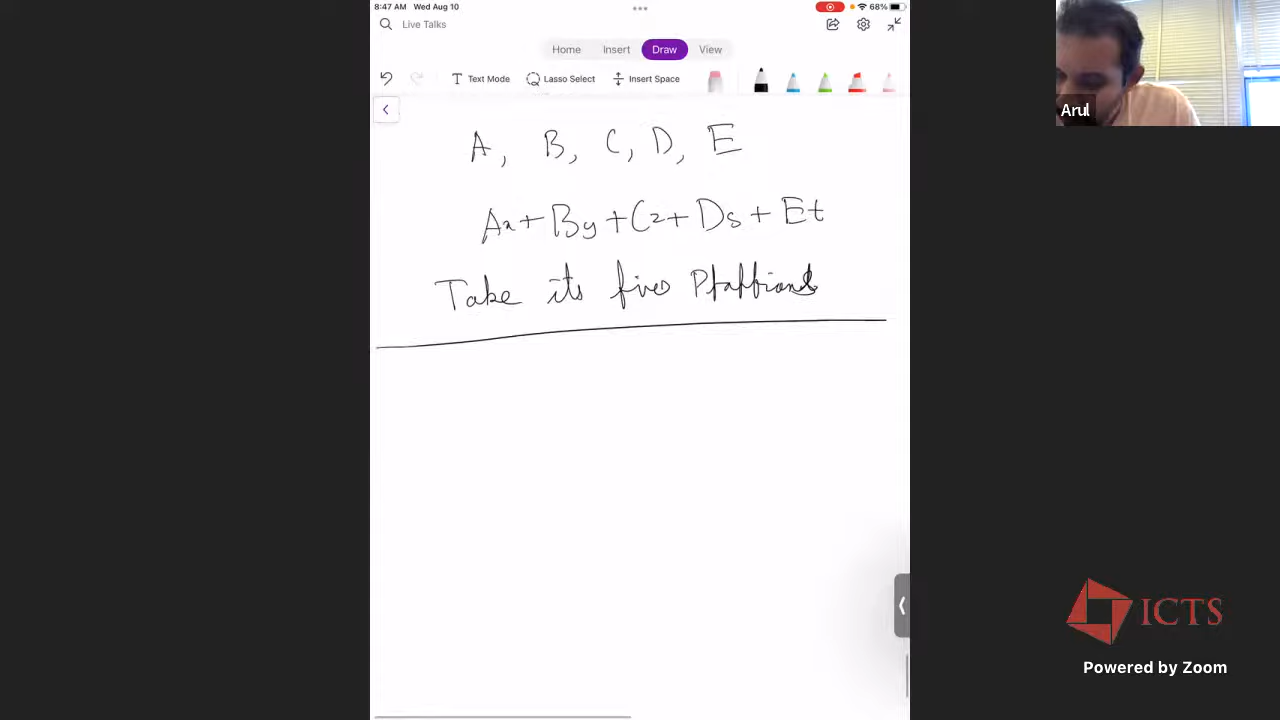 8:47 AM Wed Aug 10
68%
Live Talks
Home Insert Draw View
Text Mode Lasso Select Insert Space
A, B, C, D, E
Ax + By + Cz + Ds + Et
Take its five Pfaffians
Arul
ICTS
Powered by Zoom